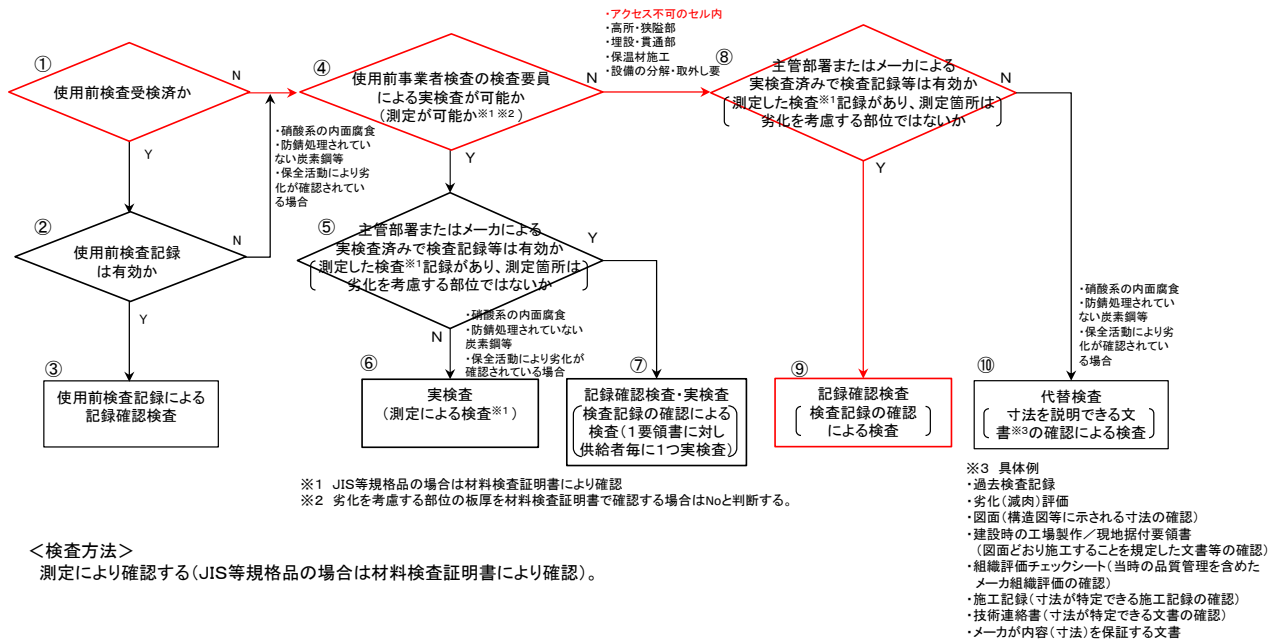 ①
使用前検査受検済か
N
Y
②
使用前検査記録
は有効か
N
Y
・硝酸系の内面腐食
・防錆処理されてい
ない炭素鋼等
・保全活動により劣
化が確認されてい
る場合
③
使用前検査記録による
記録確認検査
④
使用前事業者検査の検査要員
による実検査が可能か
(測定が可能か※1 ※2)
N
Y
・アクセス不可のセル内
・高所・狭隘部
・埋設・貫通部
・保温材施工
・設備の分解・取外し要
⑤
主管部署またはメーカによる
実検査済みで検査記録等は有効か
測定した検査※1記録があり、測定箇所は
劣化を考慮する部位ではないか
Y
N
・硝酸系の内面腐食
・防錆処理されていない
炭素鋼等
・保全活動により劣化が
確認されている場合
⑥
実検査
(測定による検査※1)
⑦
記録確認検査・実検査
検査記録の確認による
検査(1要領書に対し
供給者毎に1つ実検査)
⑧
主管部署またはメーカによる
実検査済みで検査記録等は有効か
測定した検査※1記録があり、測定箇所は
劣化を考慮する部位ではないか
N
Y
⑨
記録確認検査
検査記録の確認
による検査
・硝酸系の内面腐食
・防錆処理されてい
ない炭素鋼等
・保全活動により劣
化が確認されてい
る場合
⑩
代替検査
寸法を説明できる文
書※3の確認による検査
※1 JIS等規格品の場合は材料検査証明書により確認
※2 劣化を考慮する部位の板厚を材料検査証明書で確認する場合はNoと判断する。
※3 具体例
・過去検査記録
・劣化(減肉)評価
・図面(構造図等に示される寸法の確認)
・建設時の工場製作/現地据付要領書
(図面どおり施工することを規定した文書等の確認)
・組織評価チェックシート(当時の品質管理を含めた
メーカ組織評価の確認)
・施工記録(寸法が特定できる施工記録の確認)
・技術連絡書(寸法が特定できる文書の確認)
・メーカが内容(寸法)を保証する文書
<検査方法>
測定により確認する(JIS等規格品の場合は材料検査証明書により確認)。